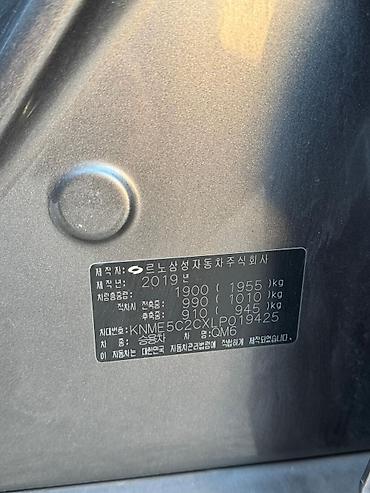 제 작 자: 르노삼성자동차주식회사
제 작 년: 2019년
차량총중량: 1900 ( 1955) kg
적차시 전축중: 990 ( 1010) kg
후축중: 910 ( 945) kg
차대번호: KNME5C2CXLP019425
차 종: 승용차 QM6
이 자동차는 대한민국 자동차관리법령에 적합하게 제작되었습니다.